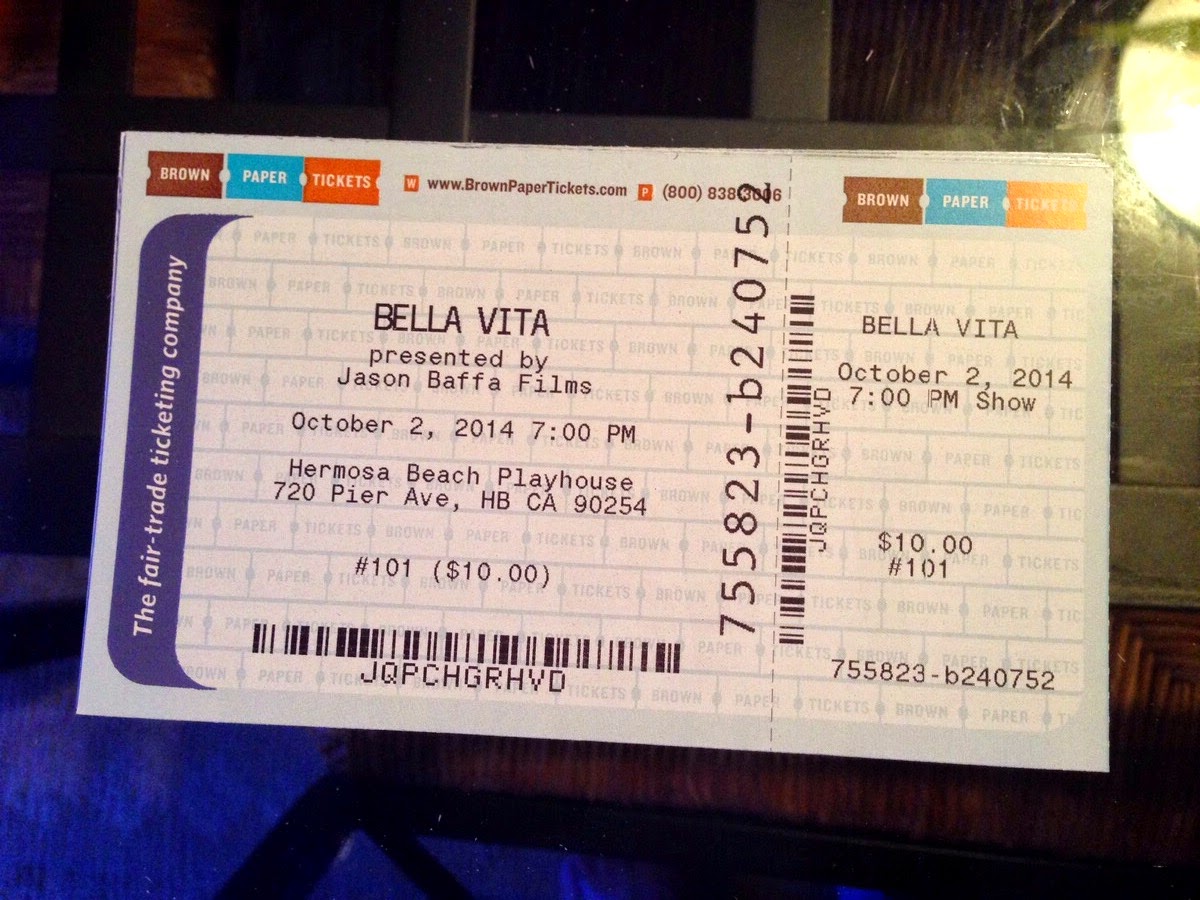 BROWN PAPER TICKETS
W www.BrownPaperTickets.com P (800) 838-3006
The fair-trade ticketing company
BELLA VITA
presented by
Jason Baffa Films
October 2, 2014 7:00 PM
Hermosa Beach Playhouse
720 Pier Ave, HB CA 90254
#101 ($10.00)
JQPCHGRHVD
755823-b240752
JQPCHGRHVD
BROWN PAPER TICKETS
BELLA VITA
October 2, 2014
7:00 PM Show
$10.00
#101
755823-b240752